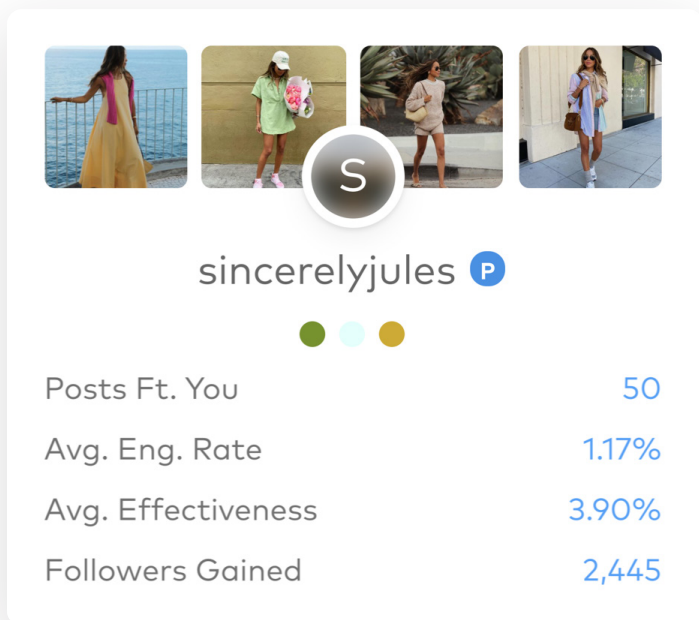 S
sincerelyjules P
Posts Ft. You 50
Avg. Eng. Rate 1.17%
Avg. Effectiveness 3.90%
Followers Gained 2,445